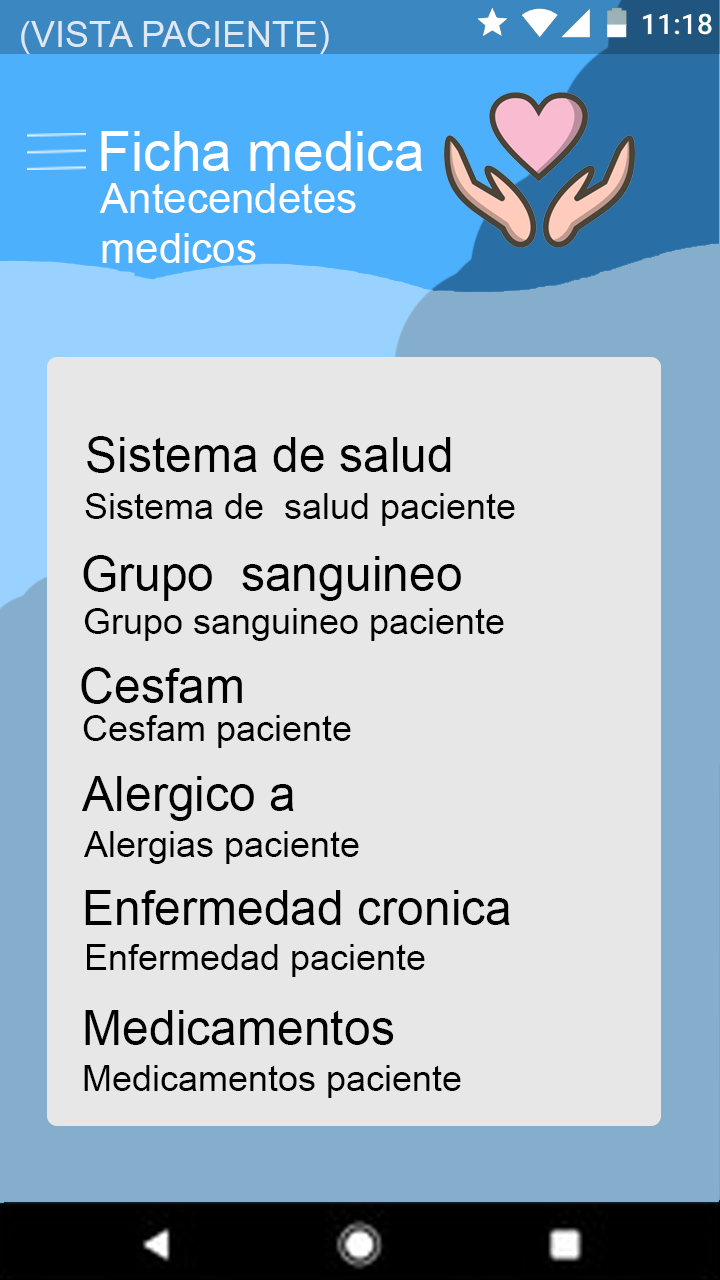 (VISTA PACIENTE)
11:18
Ficha medica
Antecendetes
medicos
Sistema de salud
Sistema de  salud paciente
Grupo  sanguineo
Grupo sanguineo paciente
Cesfam
Cesfam paciente
Alergico a
Alergias paciente
Enfermedad cronica
Enfermedad paciente
Medicamentos
Medicamentos paciente